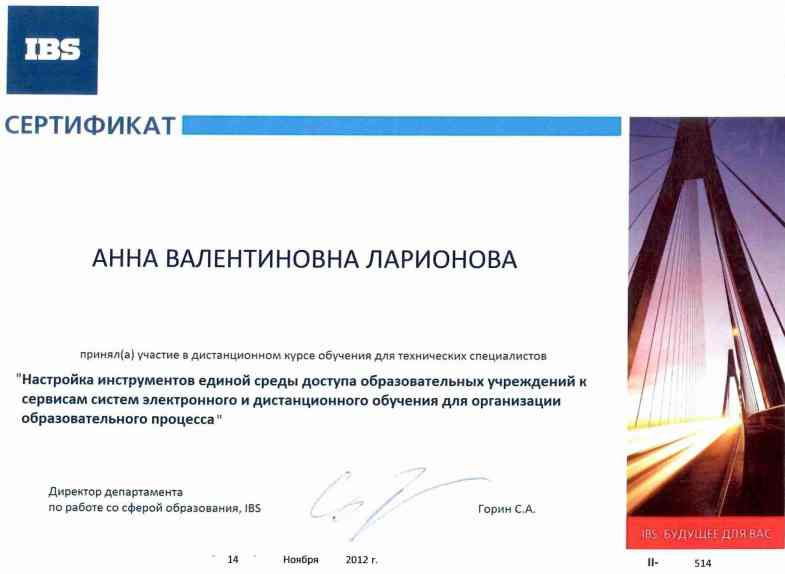 IBS
СЕРТИФИКАТ
АННА ВАЛЕНТИНОВНА ЛАРИОНОВА
принял(а) участие в дистанционном курсе обучения для технических специалистов
"Настройка инструментов единой среды доступа образовательных учреждений к
сервисам систем электронного и дистанционного обучения для организации
образовательного процесса"
Директор департамента
по работе со сферой образования, IBS
Горин С.А.
IBS БУДУЩЕЕ ДЛЯ ВАС
14 Ноября 2012 г.
II- 514